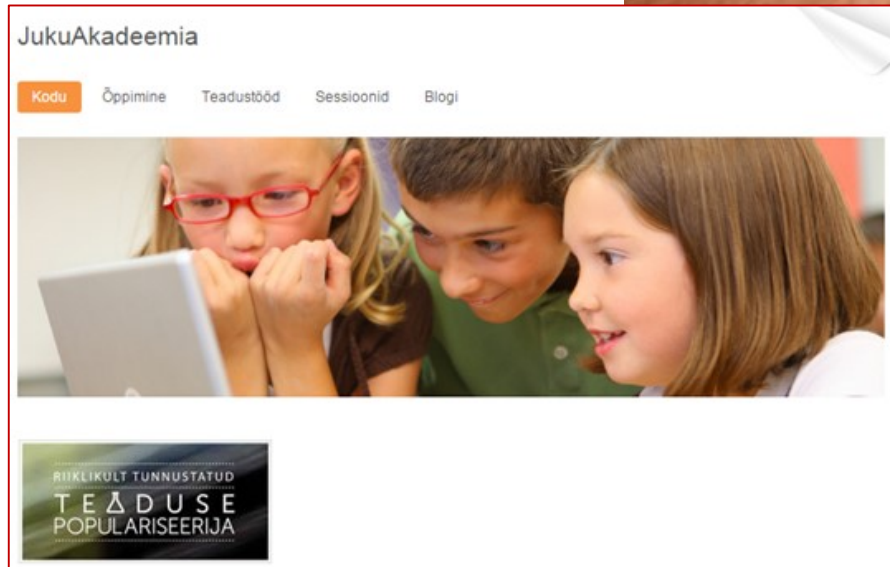 JukuAkadeemia
Kodu Õppimine Teadustööd Sessioonid Blogi
RIIKLIKULT TUNNUSTATUD
TEADUSE
POPULARISEERIJA